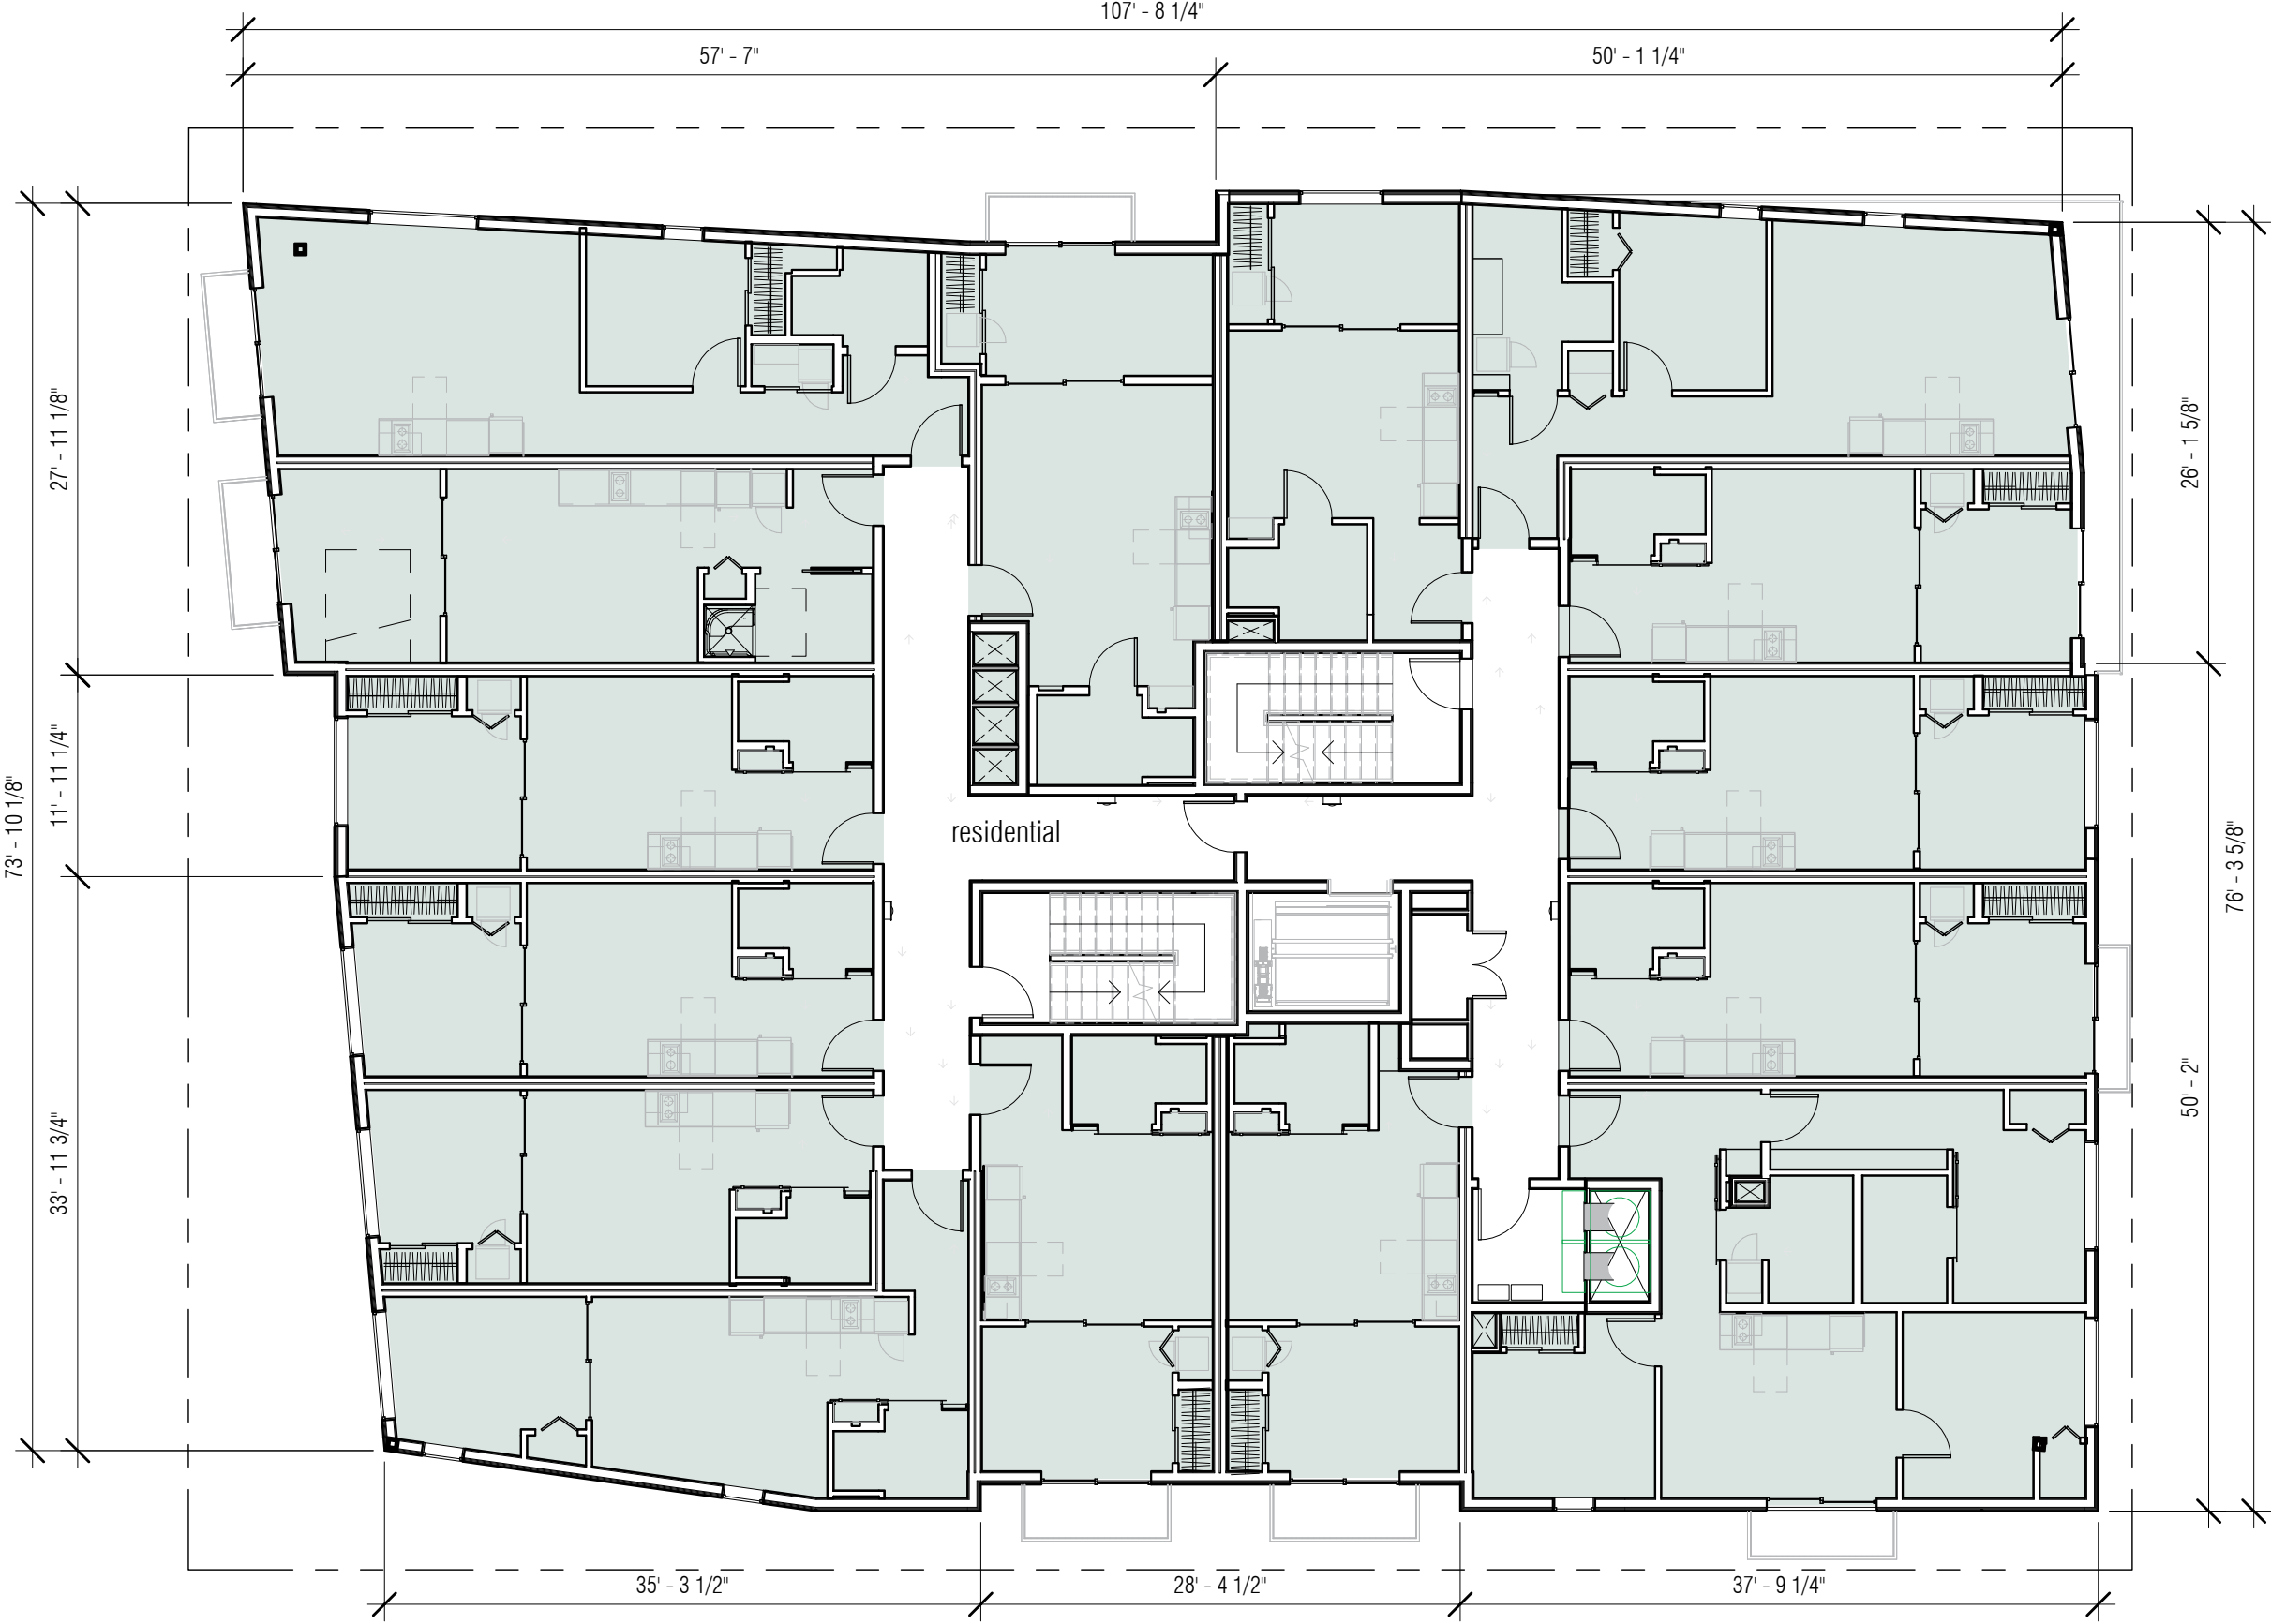 107' - 8 1/4"
57' - 7"
50' - 1 1/4"
27' - 11 1/8"
26' - 1 5/8"
11' - 11 1/4"
73' - 10 1/8"
residential
76' - 3 5/8"
33' - 11 3/4"
50' - 2"
35' - 3 1/2"
28' - 4 1/2"
37' - 9 1/4"